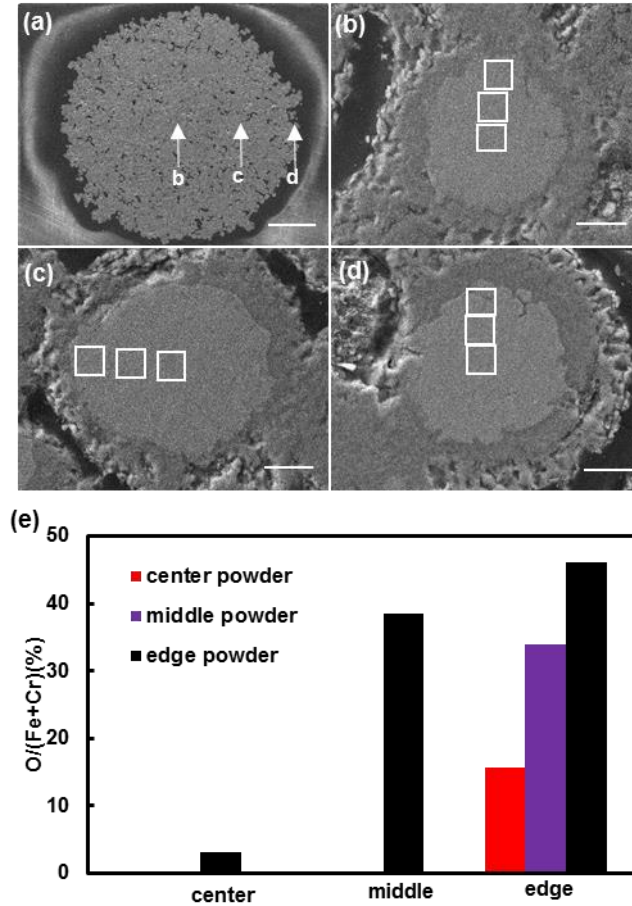 (a)
b
c
d
(b)
(c)
(d)
(e)
50
40
30
20
10
0
O/(Fe+Cr)(%)
center powder
middle powder
edge powder
center
middle
edge